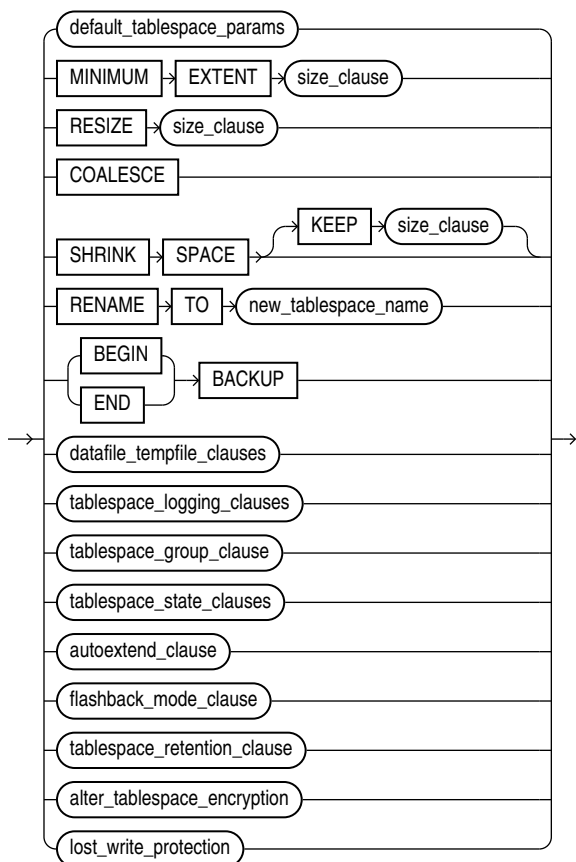 default_tablespace_params
MINIMUM EXTENT size_clause
RESIZE size_clause
COALESCE
KEEP size_clause
SHRINK SPACE
RENAME TO new_tablespace_name
BEGIN
BACKUP
END
datafile_tempfile_clauses
tablespace_logging_clauses
tablespace_group_clause
tablespace_state_clauses
autoextend_clause
flashback_mode_clause
tablespace_retention_clause
alter_tablespace_encryption
lost_write_protection